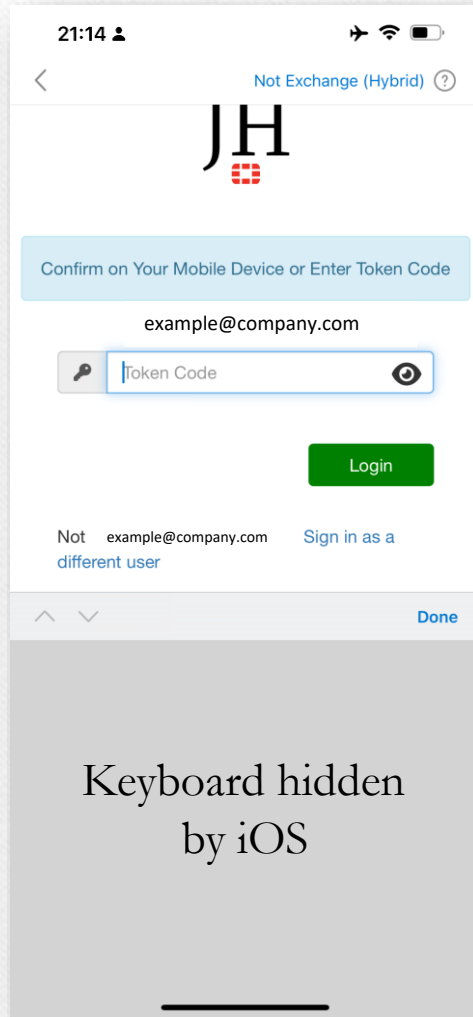 21:14
Not Exchange (Hybrid) ?
JH
Confirm on Your Mobile Device or Enter Token Code
example@company.com
Token Code
Login
Not example@company.com Sign in as a
different user
Done
Keyboard hidden
by iOS